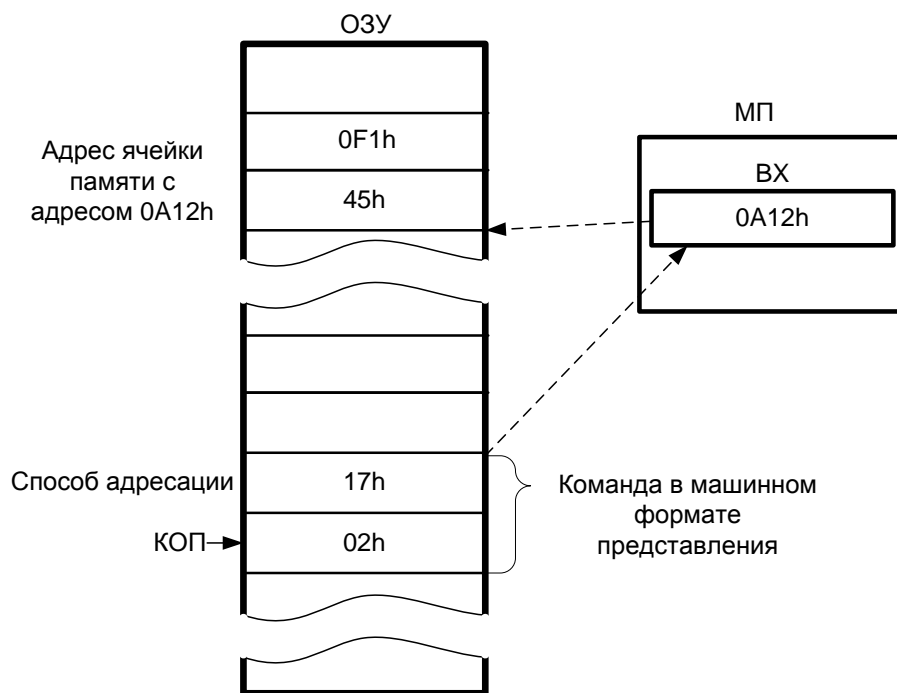 ОЗУ
0F1h
45h
Адрес ячейки
памяти с
адресом 0A12h
МП
BX
0A12h
Способ адресации
17h
КОП
02h
Команда в машинном
формате
представления